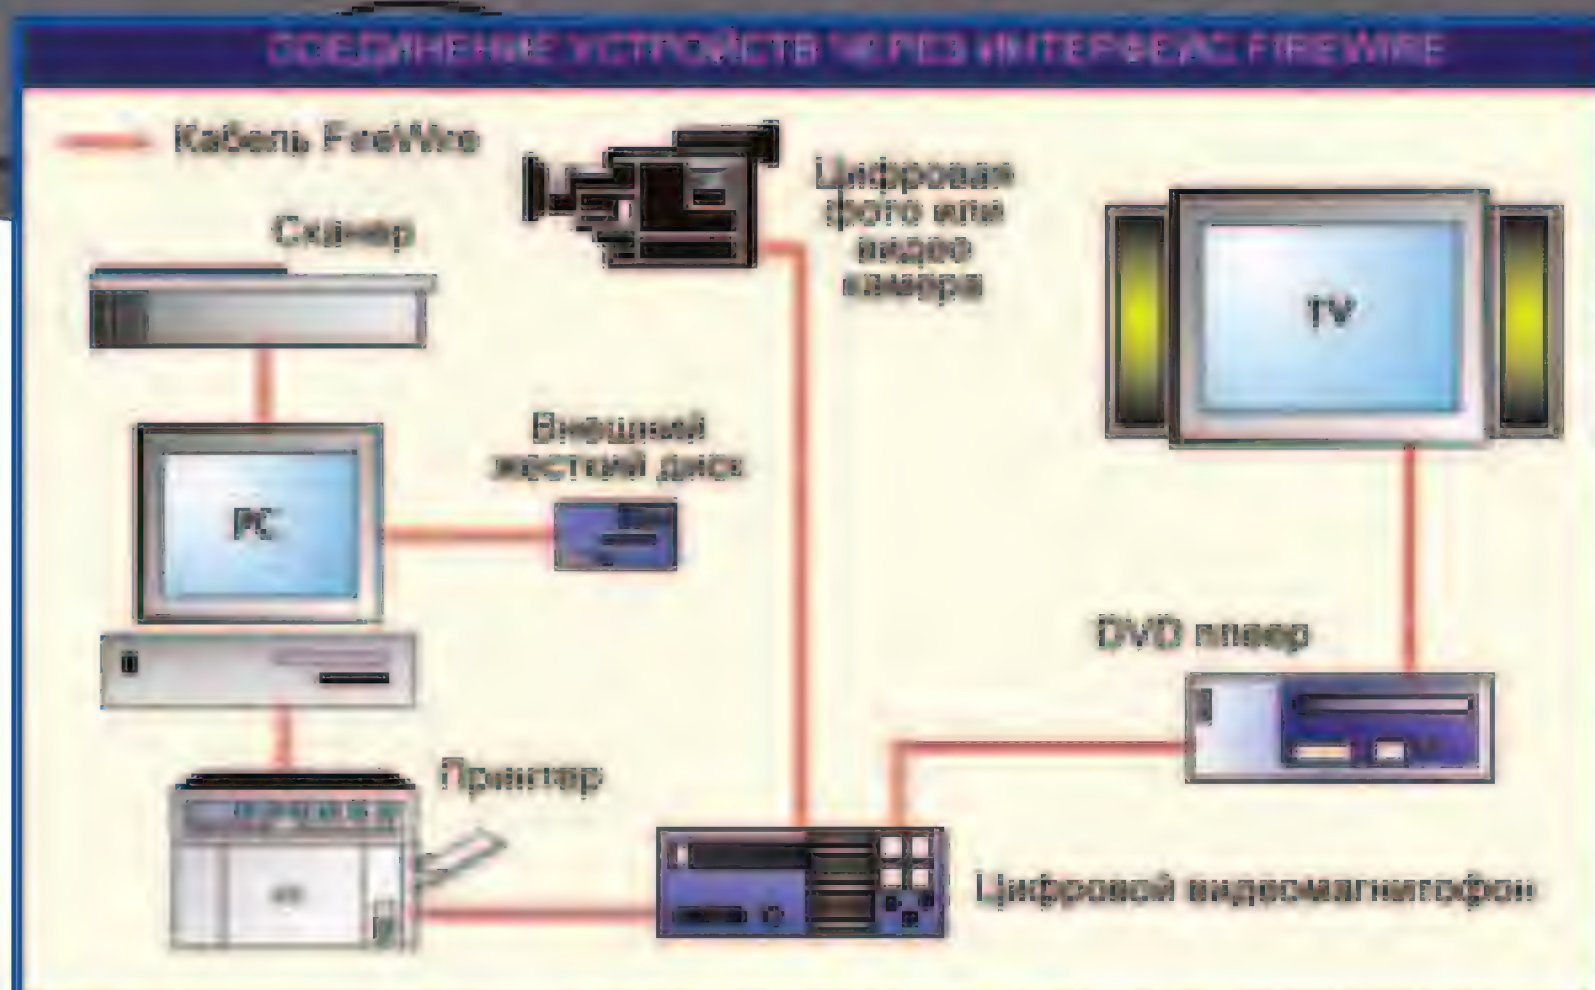 СОЕДИНЕНИЕ УСТРОЙСТВ ЧЕРЕЗ ИНТЕРФЕЙС FIREWIRE
Кабель FireWire
Сканер
Цифровая
фото или
видео
камера
TV
Внешний
жесткий диск
PC
DVD плеер
Принтер
Цифровой видеомагнитофон